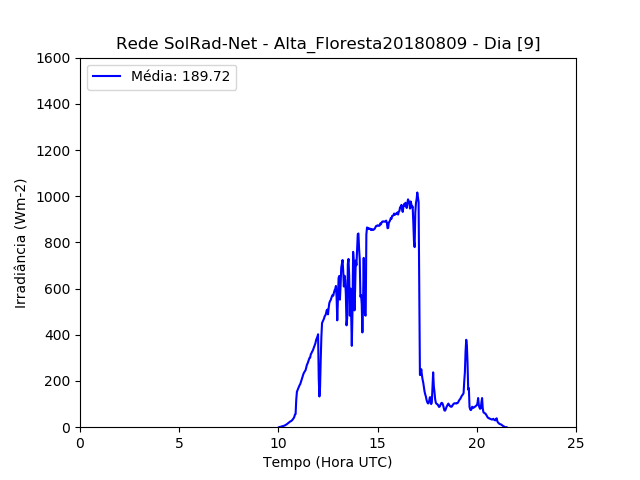 Rede SolRad-Net - Alta_Floresta20180809 - Dia [9]
Média: 189.72
1600
1400
1200
1000
800
600
400
200
0
Irradiância (Wm-2)
0 5 10 15 20 25
Tempo (Hora UTC)